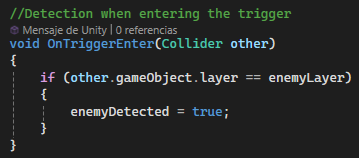 //Detection when entering the trigger
Mensaje de Unity | 0 referencias
void OnTriggerEnter(Collider other)
{
    if (other.gameObject.layer == enemyLayer)
    {
        enemyDetected = true;
    }
}